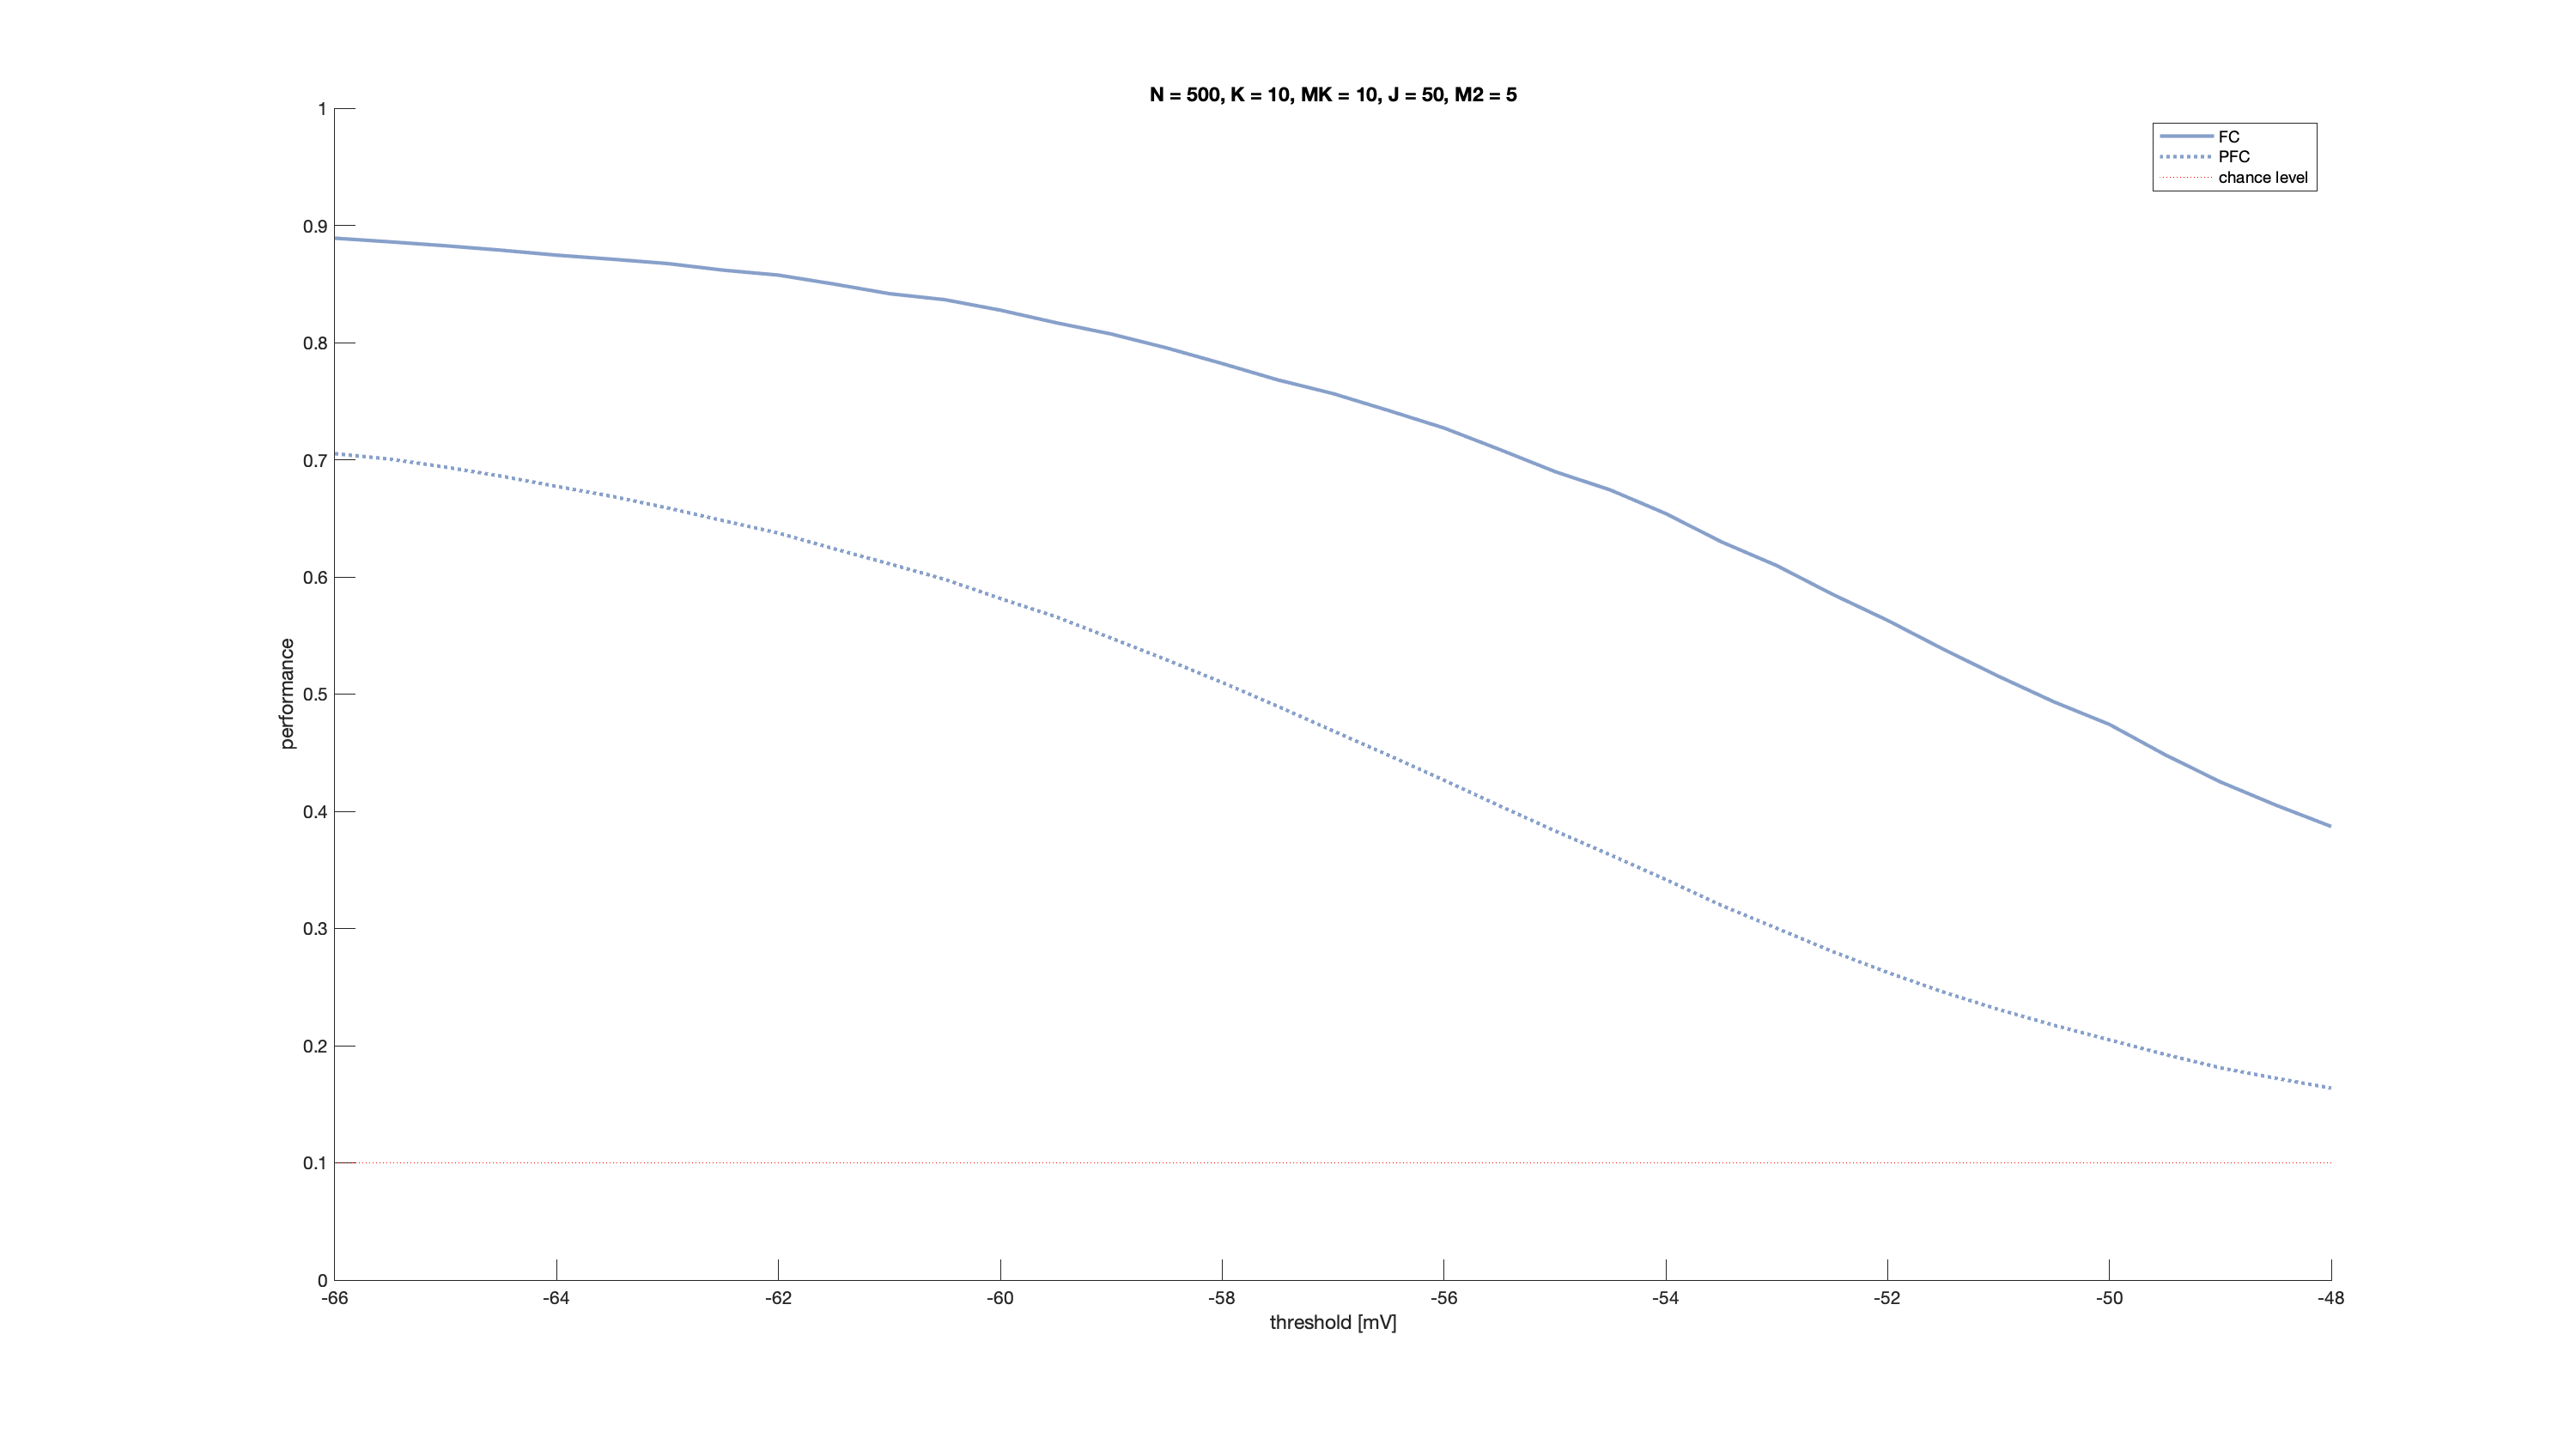 N = 500, K = 10, MK = 10, J = 50, M2 = 5
FC
PFC
chance level
1
0.9
0.8
0.7
0.6
0.5
0.4
0.3
0.2
0.1
0
performance
-66 -64 -62 -60 -58 -56 -54 -52 -50 -48
threshold [mV]